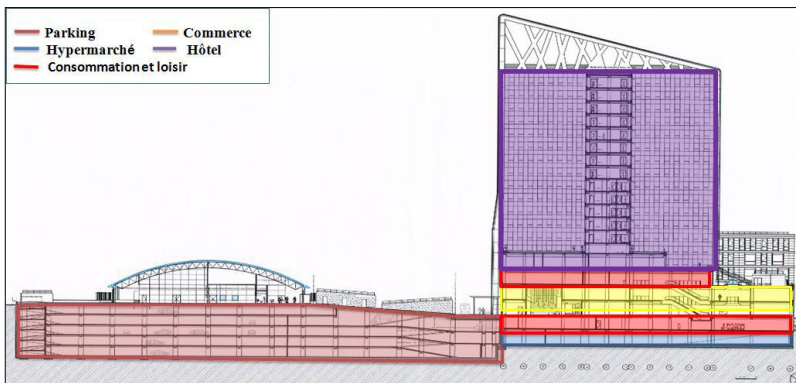 Parking Commerce
Hypermarché Hôtel
Consommation et loisir